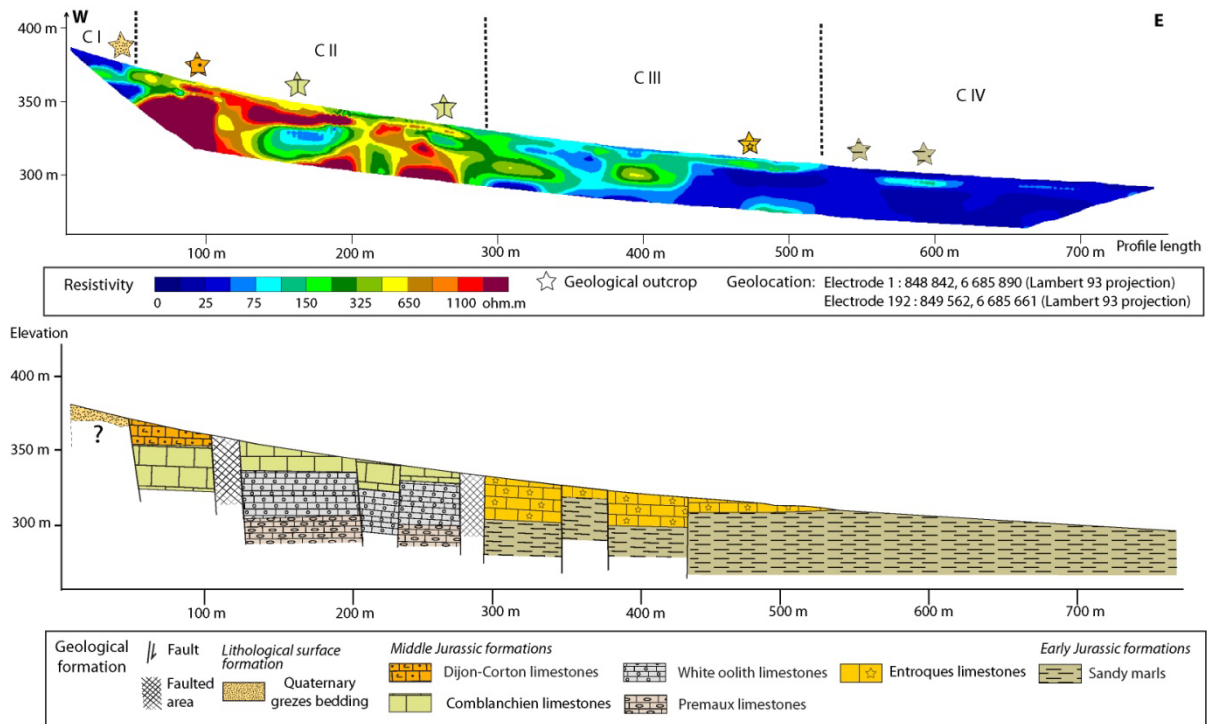 400 m
W
E
C I
C II
C III
C IV
350 m
300 m
100 m 200 m 300 m 400 m 500 m 600 m 700 m Profile length
Resistivity
0 25 75 150 325 650 1100 ohm.m
Geological outcrop
Geolocation: Electrode 1 : 848 842, 6 685 890 (Lambert 93 projection)
Electrode 192 : 849 562, 6 685 661 (Lambert 93 projection)
Elevation
400 m
?
350 m
300 m
100 m 200 m 300 m 400 m 500 m 600 m 700 m
Geological formation
Fault
Faulted area
Lithological surface formation
Quaternary grezes bedding
Middle Jurassic formations
Dijon-Corton limestones
Comblanchien limestones
White oolith limestones
Premaux limestones
Entroques limestones
Early Jurassic formations
Sandy marls